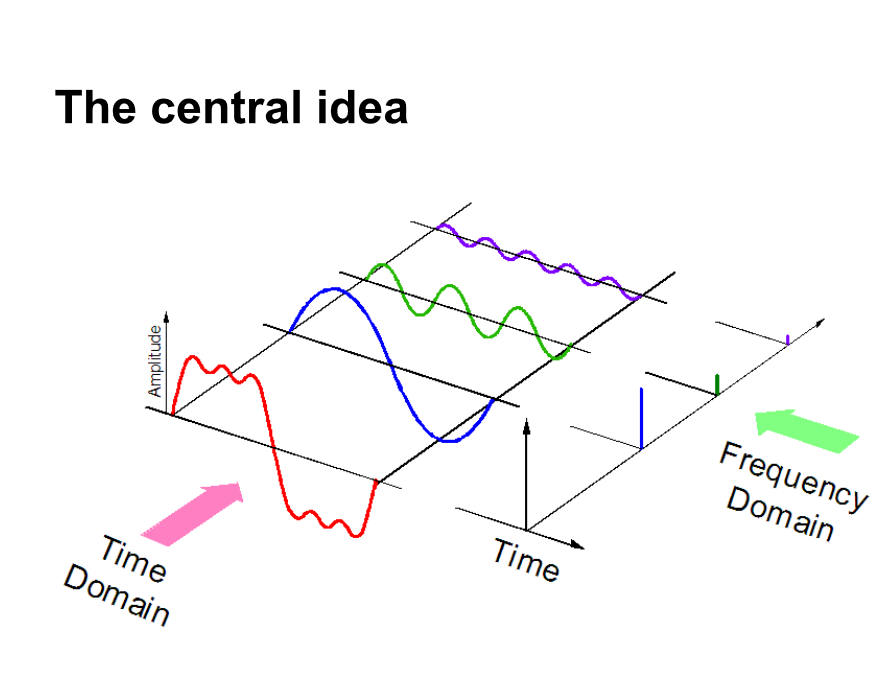 The central idea
Amplitude
Time
Domain
Time
Frequency
Domain